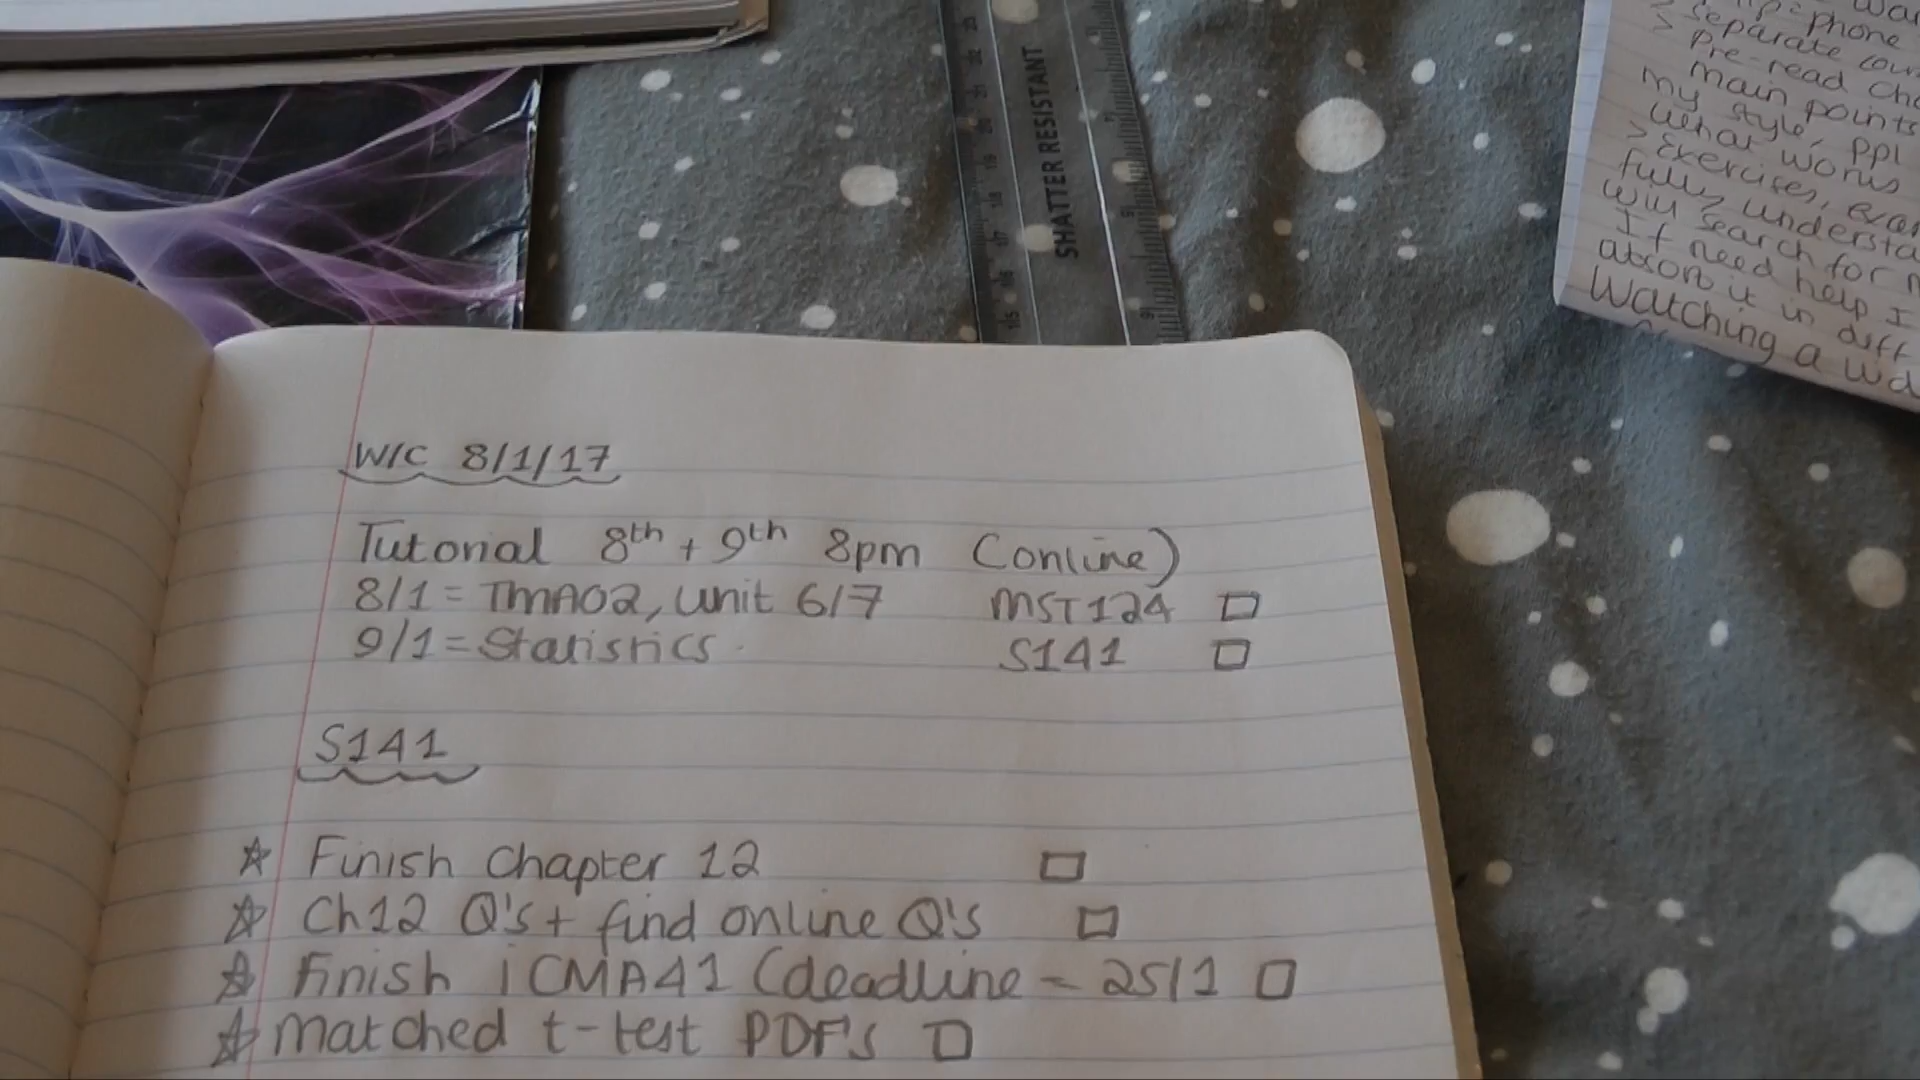 W/C 8/1/17
Tutorial 8th + 9th 8pm (online)
8/1 = TMA02, unit 6/7 MST124
9/1 = Statistics S141
S141
Finish Chapter 12
Ch12 Q's + find online Q's
Finish iCMA41 (deadline - 25/1
Matched t-test PDF's
SHATTER RESISTANT
phone
> separate
> pre-read
main points
my style, ppl
what works
> Exercises,
fully
will search for
If need help I
absorb it in diff
Watching a